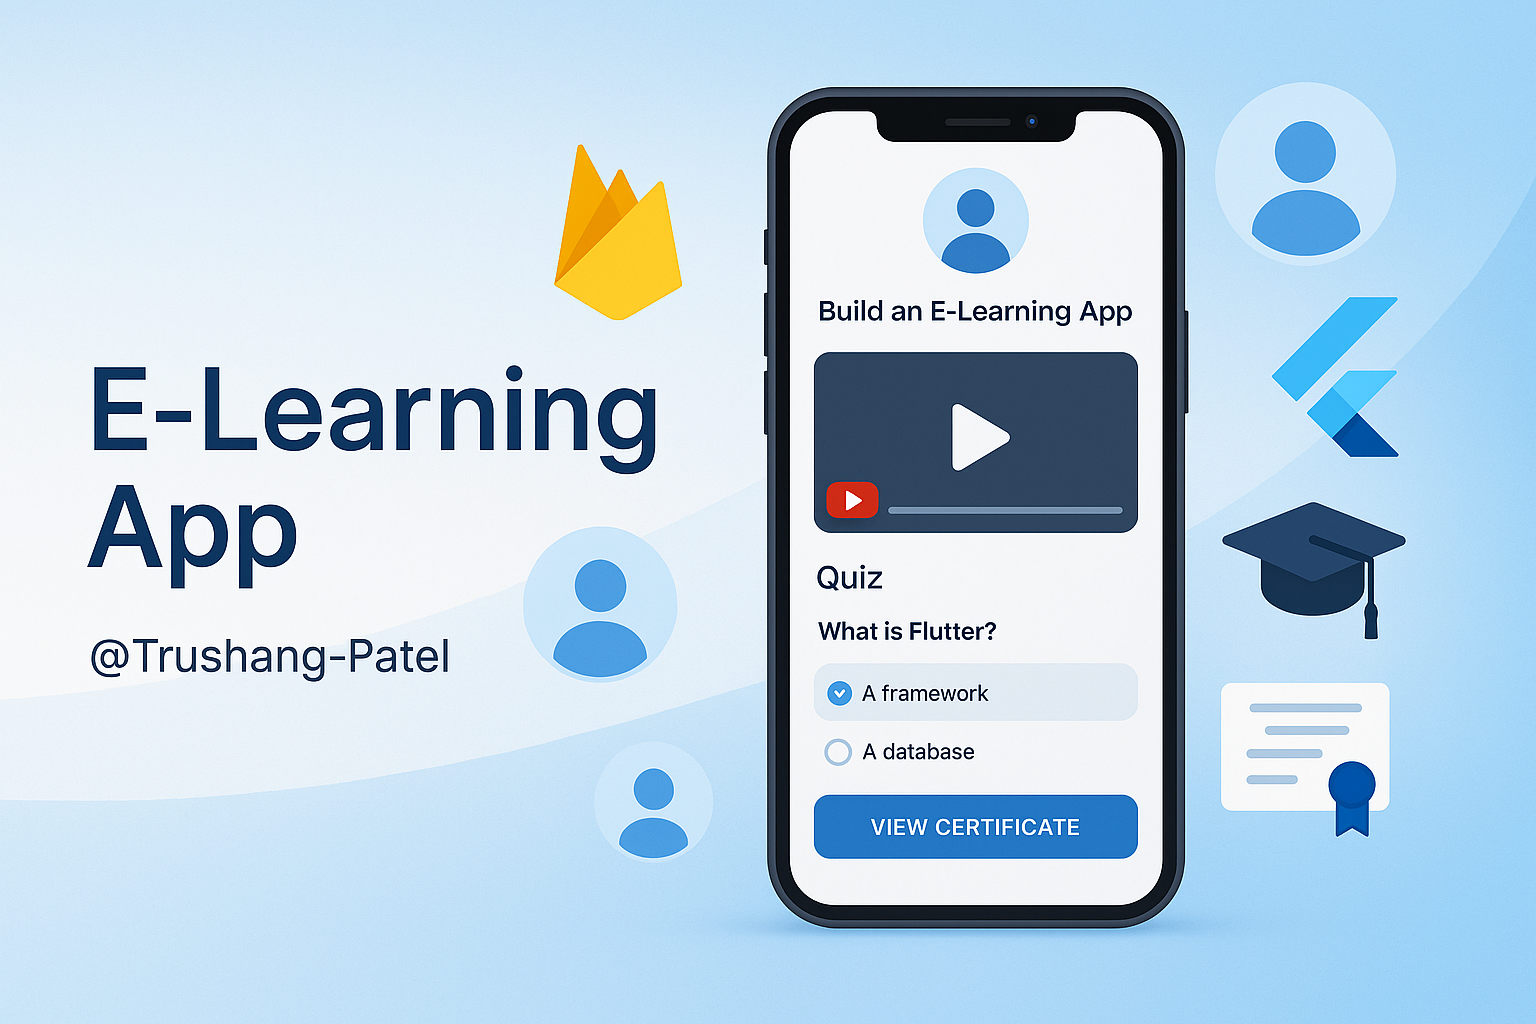 E-Learning
App
@Trushang-Patel
Build an E-Learning App
Quiz
What is Flutter?
A framework
A database
VIEW CERTIFICATE